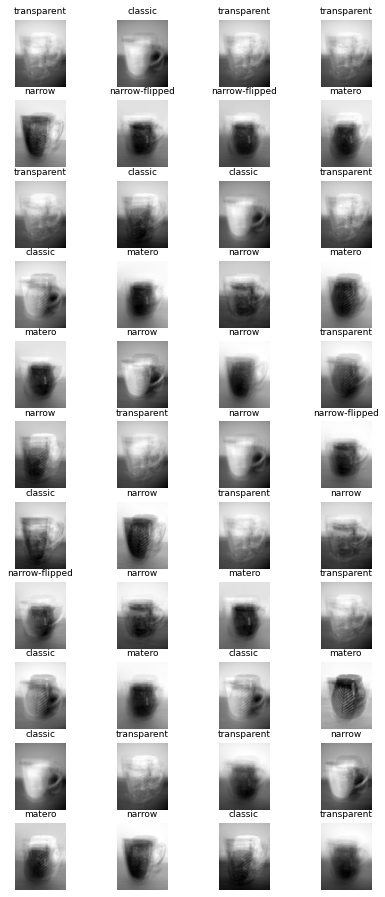 transparent classic transparent transparent
narrow narrow-flipped narrow-flipped matero
transparent classic classic transparent
classic matero narrow matero
matero narrow narrow transparent
narrow transparent narrow narrow-flipped
classic narrow transparent narrow
narrow-flipped narrow matero transparent
classic matero classic matero
classic transparent transparent narrow
matero narrow classic transparent